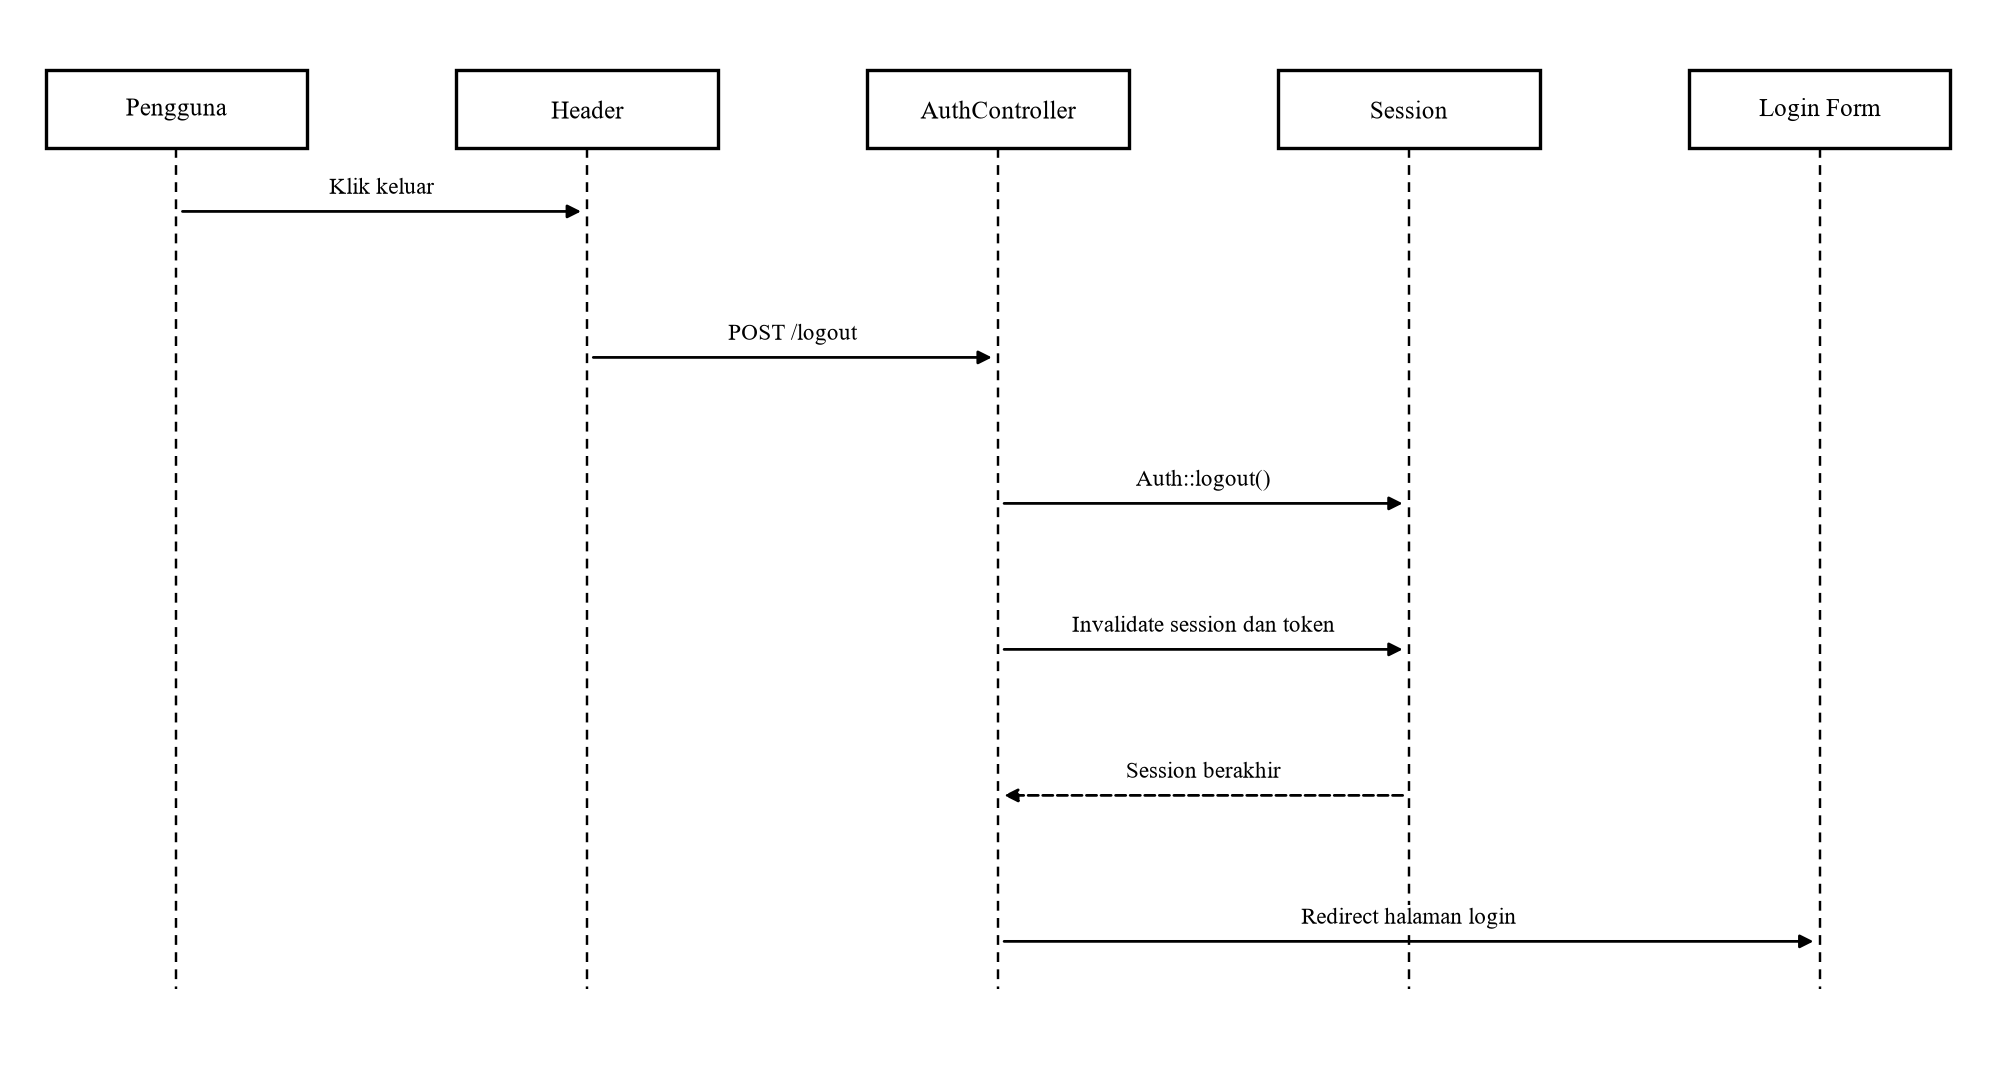 Pengguna
Header
AuthController
Session
Login Form
Klik keluar
POST /logout
Auth::logout()
Invalidate session dan token
Session berakhir
Redirect halaman login